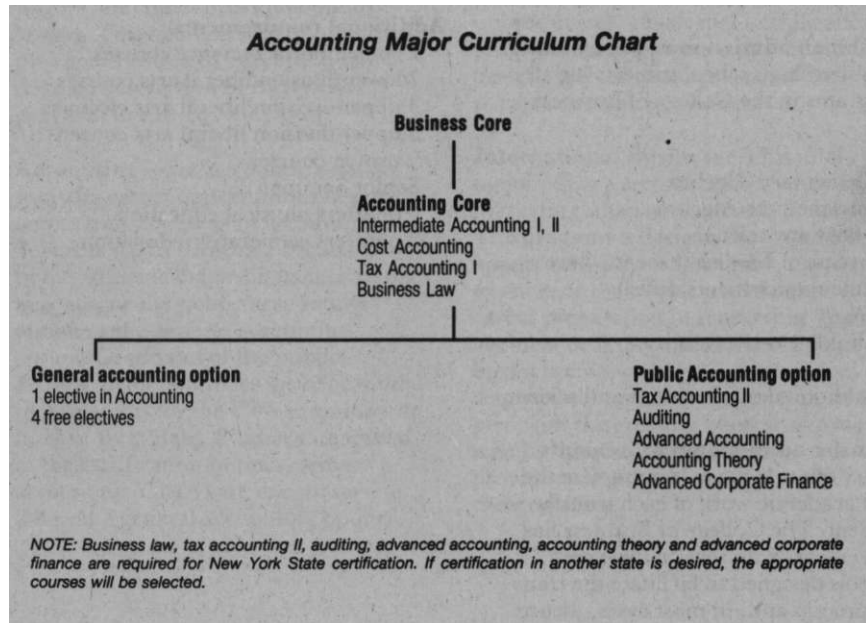 Accounting Major Curriculum Chart
Business Core
Accounting Core
Intermediate Accounting I, II
Cost Accounting
Tax Accounting I
Business Law
General accounting option
1 elective in Accounting
4 free electives
Public Accounting option
Tax Accounting II
Auditing
Advanced Accounting
Accounting Theory
Advanced Corporate Finance
NOTE: Business law, tax accounting II, auditing, advanced accounting, accounting theory and advanced corporate
finance are required for New York State certification. If certification in another state is desired, the appropriate
courses will be selected.